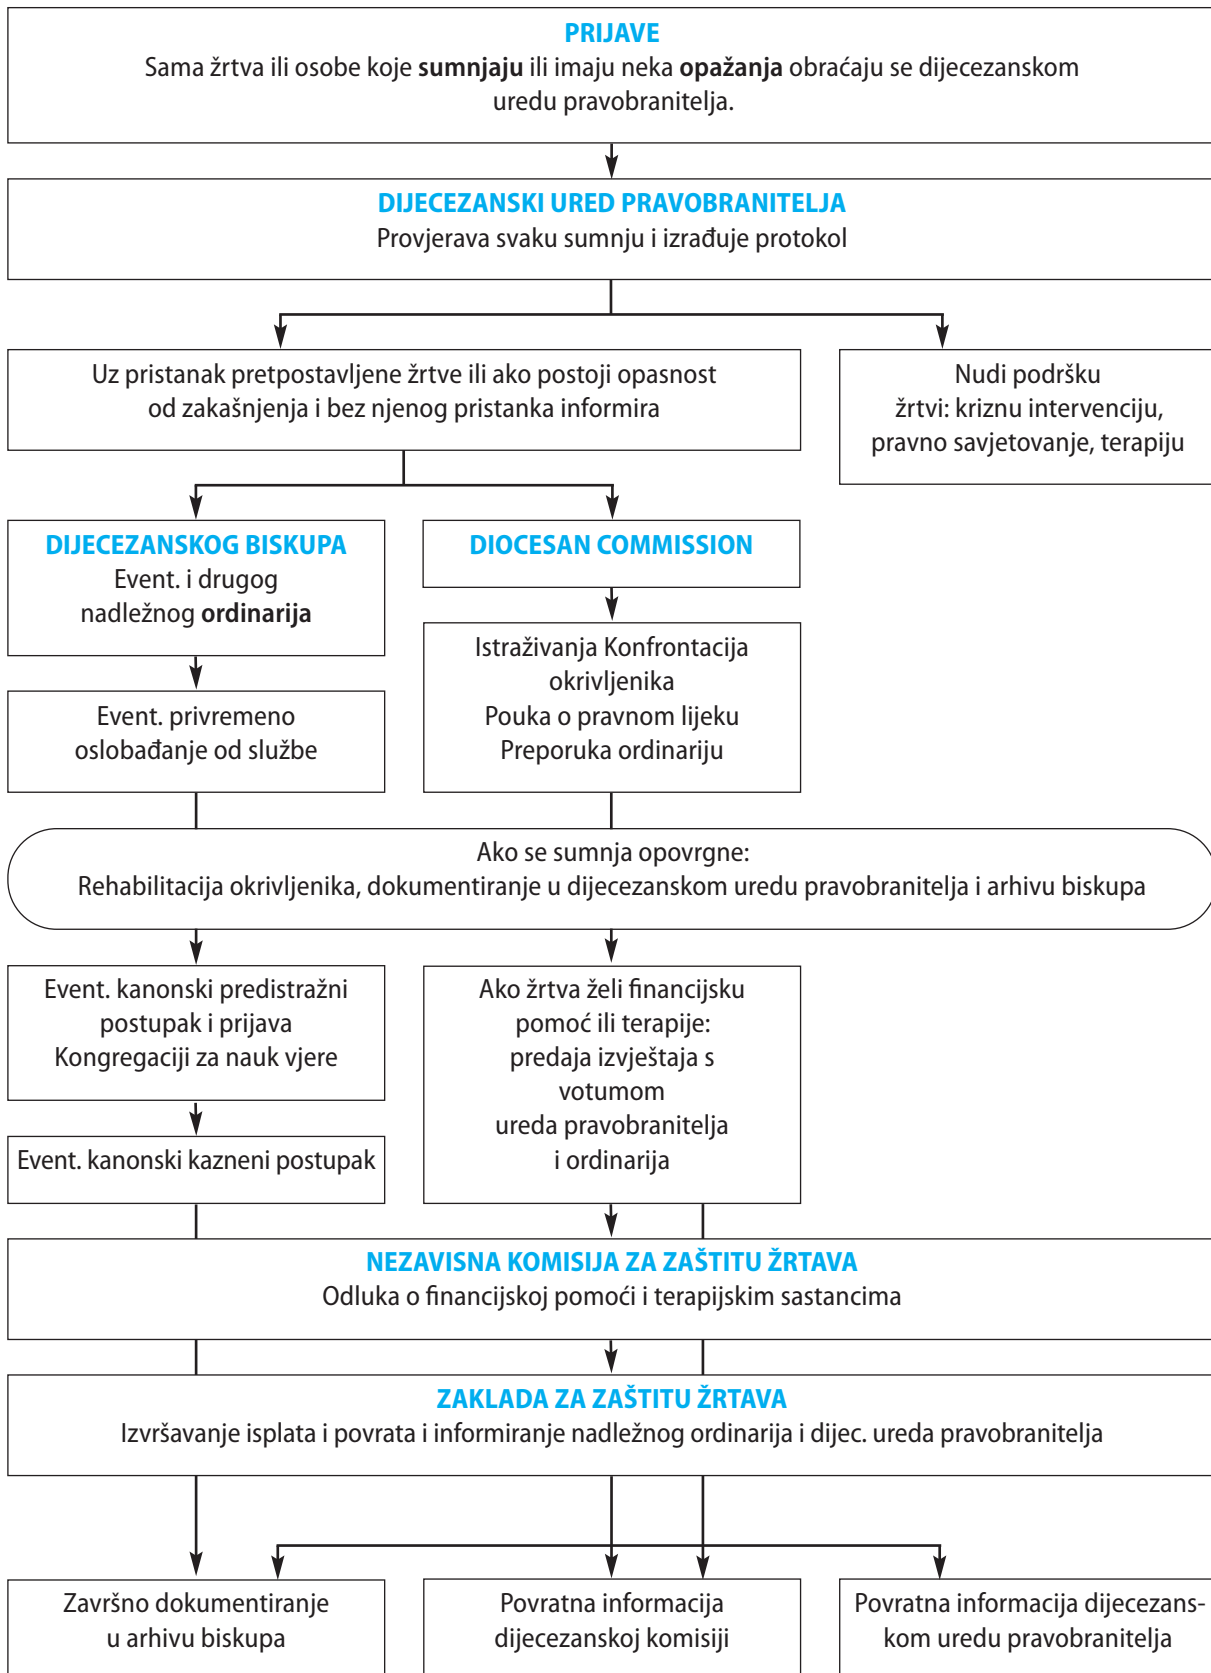 PRIJAVE
Sama žrtva ili osobe koje sumnjaju ili imaju neka opažanja obraćaju se dijecezanskom
uredu pravobranitelja.
DIJECEZANSKI URED PRAVOBRANITELJA
Provjerava svaku sumnju i izrađuje protokol
Uz pristanak pretpostavljene žrtve ili ako postoji opasnost
od zakašnjenja i bez njenog pristanka informira
Nudi podršku
žrtvi: kriznu intervenciju,
pravno savjetovanje, terapiju
DIJECEZANSKOG BISKUPA
Event. i drugog
nadležnog ordinarija
DIOCESAN COMMISSION
Istraživanja Konfrontacija
okrivljenika
Pouka o pravnom lijeku
Preporuka ordinariju
Event. privremeno
oslobađanje od službe
Ako se sumnja opovrgne:
Rehabilitacija okrivljenika, dokumentiranje u dijecezanskom uredu pravobranitelja i arhivu biskupa
Event. kanonski predistražni
postupak i prijava
Kongregaciji za nauk vjere
Ako žrtva želi financijsku
pomoć ili terapije:
predaja izvještaja s
votumom
ureda pravobranitelja
i ordinarija
Event. kanonski kazneni postupak
NEZAVISNA KOMISIJA ZA ZAŠTITU ŽRTAVA
Odluka o financijskoj pomoći i terapijskim sastancima
ZAKLADA ZA ZAŠTITU ŽRTAVA
Izvršavanje isplata i povrata i informiranje nadležnog ordinarija i dijec. ureda pravobranitelja
Završno dokumentiranje
u arhivu biskupa
Povratna informacija
dijecezanskoj komisiji
Povratna informacija dijecezans-
kom uredu pravobranitelja